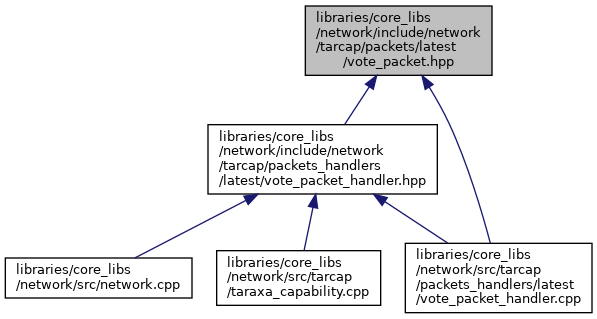 libraries/core_libs
/network/include/network
/tarcap/packets/latest
/vote_packet.hpp
libraries/core_libs
/network/include/network
/tarcap/packets_handlers
/latest/vote_packet_handler.hpp
libraries/core_libs
/network/src/network.cpp
libraries/core_libs
/network/src/tarcap
/taraxa_capability.cpp
libraries/core_libs
/network/src/tarcap
/packets_handlers/latest
/vote_packet_handler.cpp